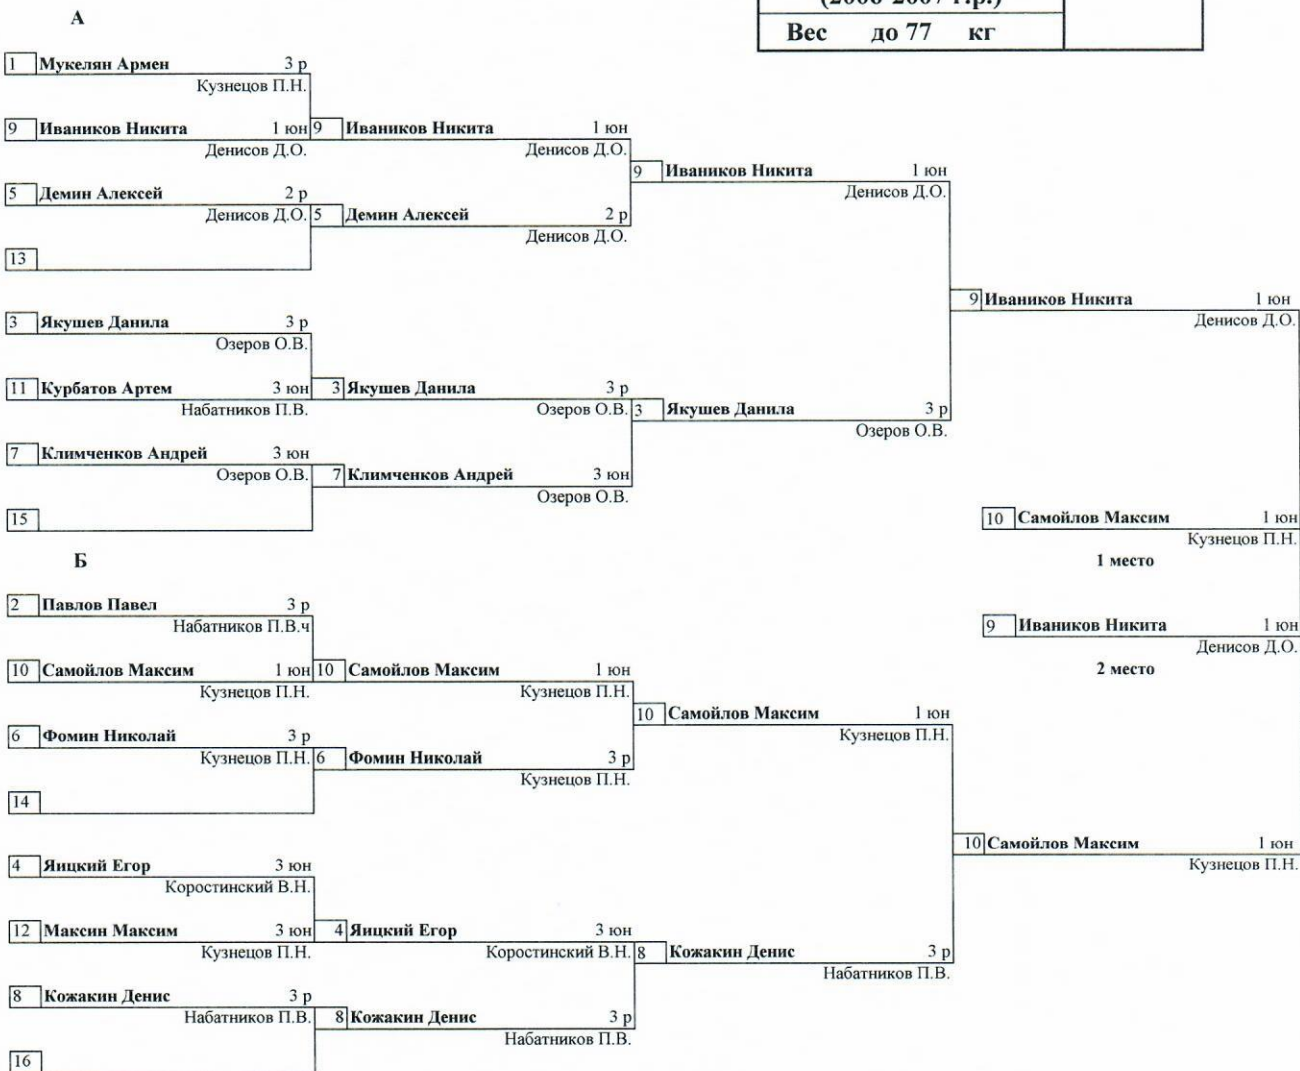 (2006-2007 г.р.)
Вес до 77 кг
А
1 Мукелян Армен 3 р
Кузнецов П.Н.
9 Иваников Никита 1 юн 9 Иваников Никита 1 юн
Денисов Д.О. Денисов Д.О.
9 Иваников Никита 1 юн
Денисов Д.О.
5 Демин Алексей 2 р
Денисов Д.О. 5 Демин Алексей 2 р
Денисов Д.О.
13
9 Иваников Никита 1 юн
Денисов Д.О.
3 Якушев Данила 3 р
Озеров О.В.
11 Курбатов Артем 3 юн 3 Якушев Данила 3 р
Набатников П.В. Озеров О.В. 3 Якушев Данила 3 р
Озеров О.В.
7 Климченков Андрей 3 юн
Озеров О.В. 7 Климченков Андрей 3 юн
Озеров О.В.
15
10 Самойлов Максим 1 юн
Кузнецов П.Н.
1 место
Б
2 Павлов Павел 3 р
Набатников П.В.ч
9 Иваников Никита 1 юн
Денисов Д.О.
2 место
10 Самойлов Максим 1 юн 10 Самойлов Максим 1 юн
Кузнецов П.Н. Кузнецов П.Н.
10 Самойлов Максим 1 юн
Кузнецов П.Н.
6 Фомин Николай 3 р
Кузнецов П.Н. 6 Фомин Николай 3 р
Кузнецов П.Н.
14
10 Самойлов Максим 1 юн
Кузнецов П.Н.
4 Яицкий Егор 3 юн
Коростинский В.Н.
12 Максин Максим 3 юн 4 Яицкий Егор 3 юн
Кузнецов П.Н. Коростинский В.Н. 8 Кожакин Денис 3 р
Набатников П.В.
8 Кожакин Денис 3 р
Набатников П.В. 8 Кожакин Денис 3 р
Набатников П.В.
16